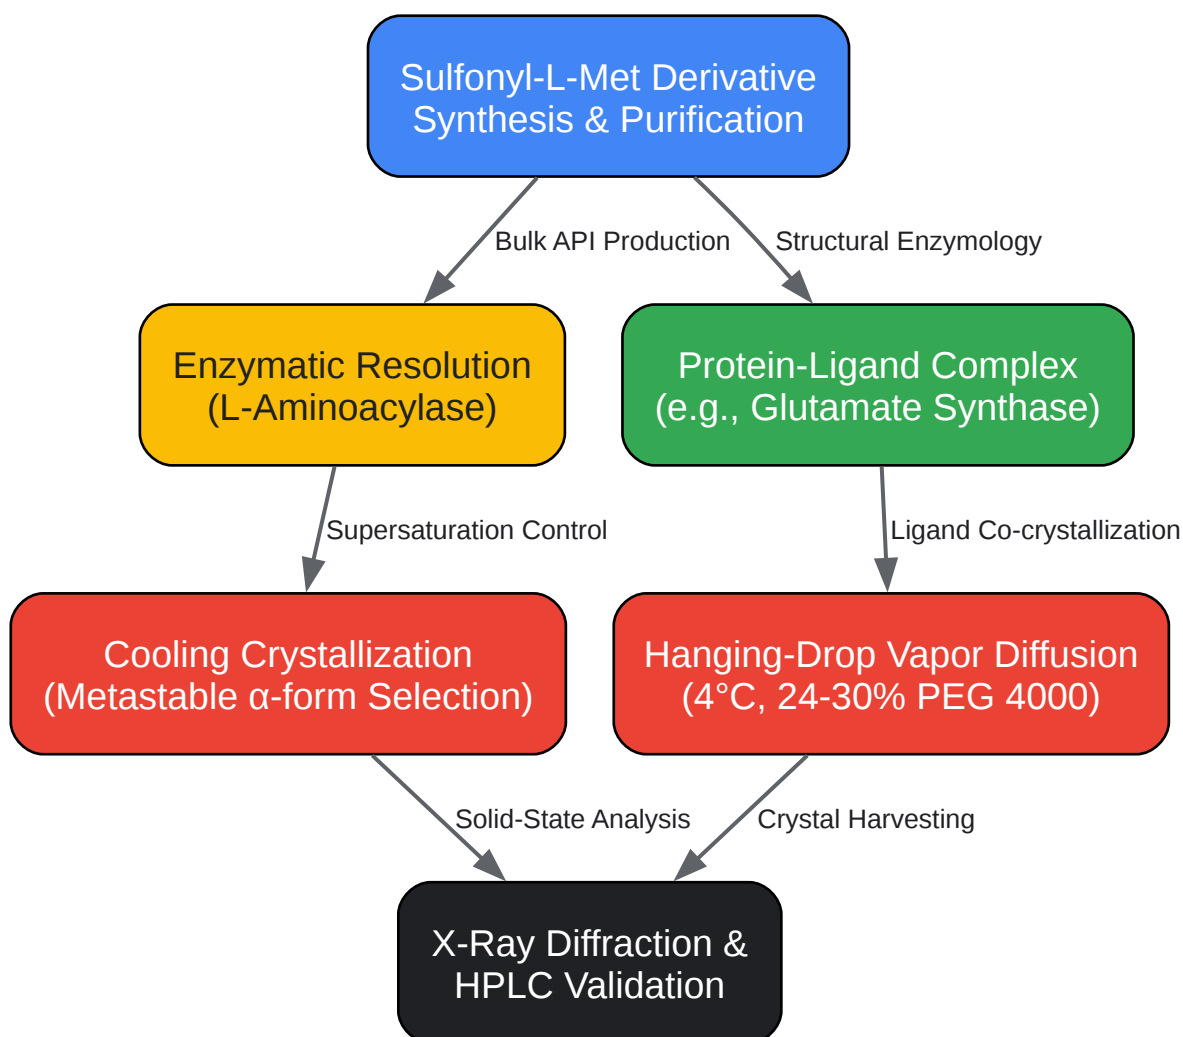 Sulfonyl-L-Met Derivative
Synthesis & Purification
Bulk API Production
Structural Enzymology
Enzymatic Resolution
(L-Aminoacylase)
Protein-Ligand Complex
(e.g., Glutamate Synthase)
Supersaturation Control
Ligand Co-crystallization
Cooling Crystallization
(Metastable α-form Selection)
Hanging-Drop Vapor Diffusion
(4°C, 24-30% PEG 4000)
Solid-State Analysis
Crystal Harvesting
X-Ray Diffraction &
HPLC Validation